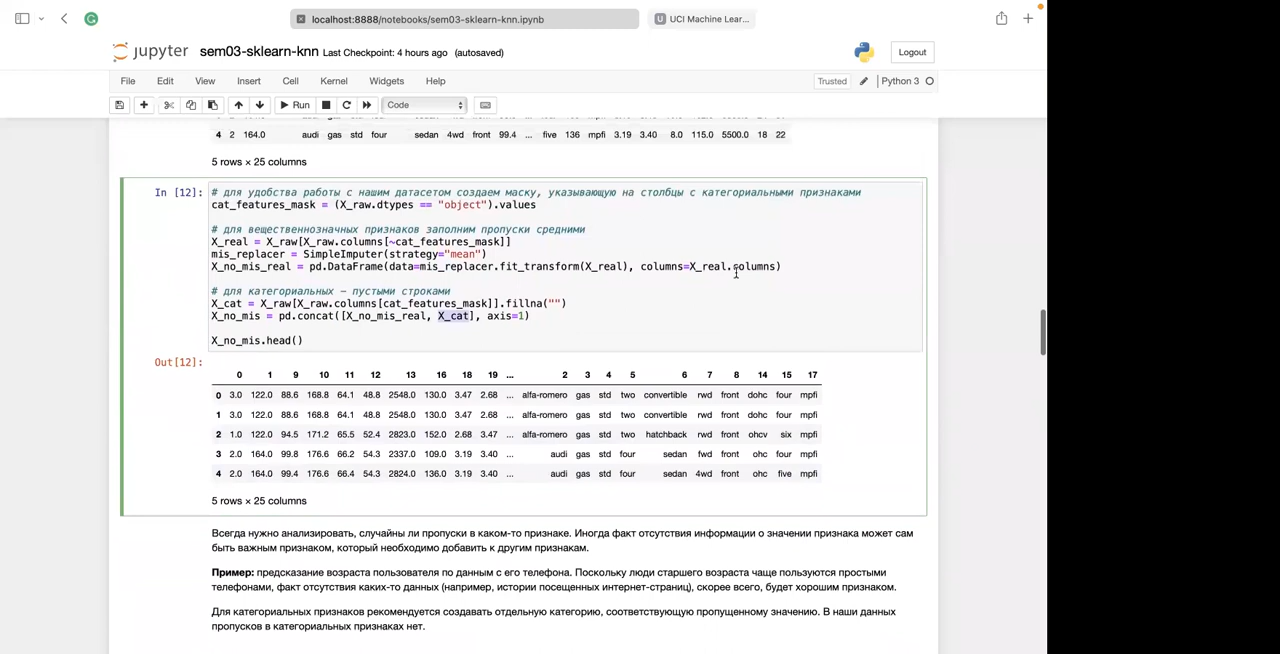 localhost:8888/notebooks/sem03-sklearn-knn.ipynb
U UCI Machine Lear...
jupyter sem03-sklearn-knn Last Checkpoint: 4 hours ago (autosaved)
Logout
File Edit View Insert Cell Kernel Widgets Help
Trusted Python 3
Run Code
4 2 164.0 audi gas std four sedan 4wd front 99.4 ... five 136 mpfi 3.19 3.40 8.0 115.0 5500.0 18 22
5 rows × 25 columns
In [12]: # для удобства работы с нашим датасетом создаем маску, указывающую на столбцы с категориальными признаками
cat_features_mask = (X_raw.dtypes == "object").values
# для вещественнозначных признаков заполним пропуски средними
X_real = X_raw[X_raw.columns[~cat_features_mask]]
mis_replacer = SimpleImputer(strategy="mean")
X_no_mis_real = pd.DataFrame(data=mis_replacer.fit_transform(X_real), columns=X_real.columns)
# для категориальных - пустыми строками
X_cat = X_raw[X_raw.columns[cat_features_mask]].fillna("")
X_no_mis = pd.concat([X_no_mis_real, X_cat], axis=1)
X_no_mis.head()
Out[12]:
0 1 9 10 11 12 13 16 18 19 ... 2 3 4 5 6 7 8 14 15 17
0 3.0 122.0 88.6 168.8 64.1 48.8 2548.0 130.0 3.47 2.68 ... alfa-romero gas std two convertible rwd front dohc four mpfi
1 3.0 122.0 88.6 168.8 64.1 48.8 2548.0 130.0 3.47 2.68 ... alfa-romero gas std two convertible rwd front dohc four mpfi
2 1.0 122.0 94.5 171.2 65.5 52.4 2823.0 152.0 2.68 3.47 ... alfa-romero gas std two hatchback rwd front ohcv six mpfi
3 2.0 164.0 99.8 176.6 66.2 54.3 2337.0 109.0 3.19 3.40 ... audi gas std four sedan fwd front ohc four mpfi
4 2.0 164.0 99.4 176.6 66.4 54.3 2824.0 136.0 3.19 3.40 ... audi gas std four sedan 4wd front ohc five mpfi
5 rows × 25 columns
Всегда нужно анализировать, случайны ли пропуски в каком-то признаке. Иногда факт отсутствия информации о значении признака может сам
быть важным признаком, который необходимо добавить к другим признакам.
Пример: предсказание возраста пользователя по данным с его телефона. Поскольку люди старшего возраста чаще пользуются простыми
телефонами, факт отсутствия каких-то данных (например, истории посещенных интернет-страниц), скорее всего, будет хорошим признаком.
Для категориальных признаков рекомендуется создавать отдельную категорию, соответствующую пропущенному значению. В наши данных
пропусков в категориальных признаках нет.